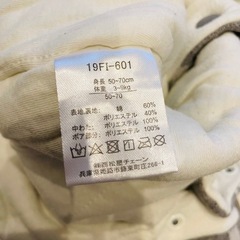 19FI-601
身長 50-70cm
体重 3-9kg
50-70
表地:裏地: 綿 60%
ポリエステル 40%
中わた: ポリエステル 100%
ボア部分: ポリエステル 100%
㈱西松屋チェーン
兵庫県姫路市飾東町庄266-1